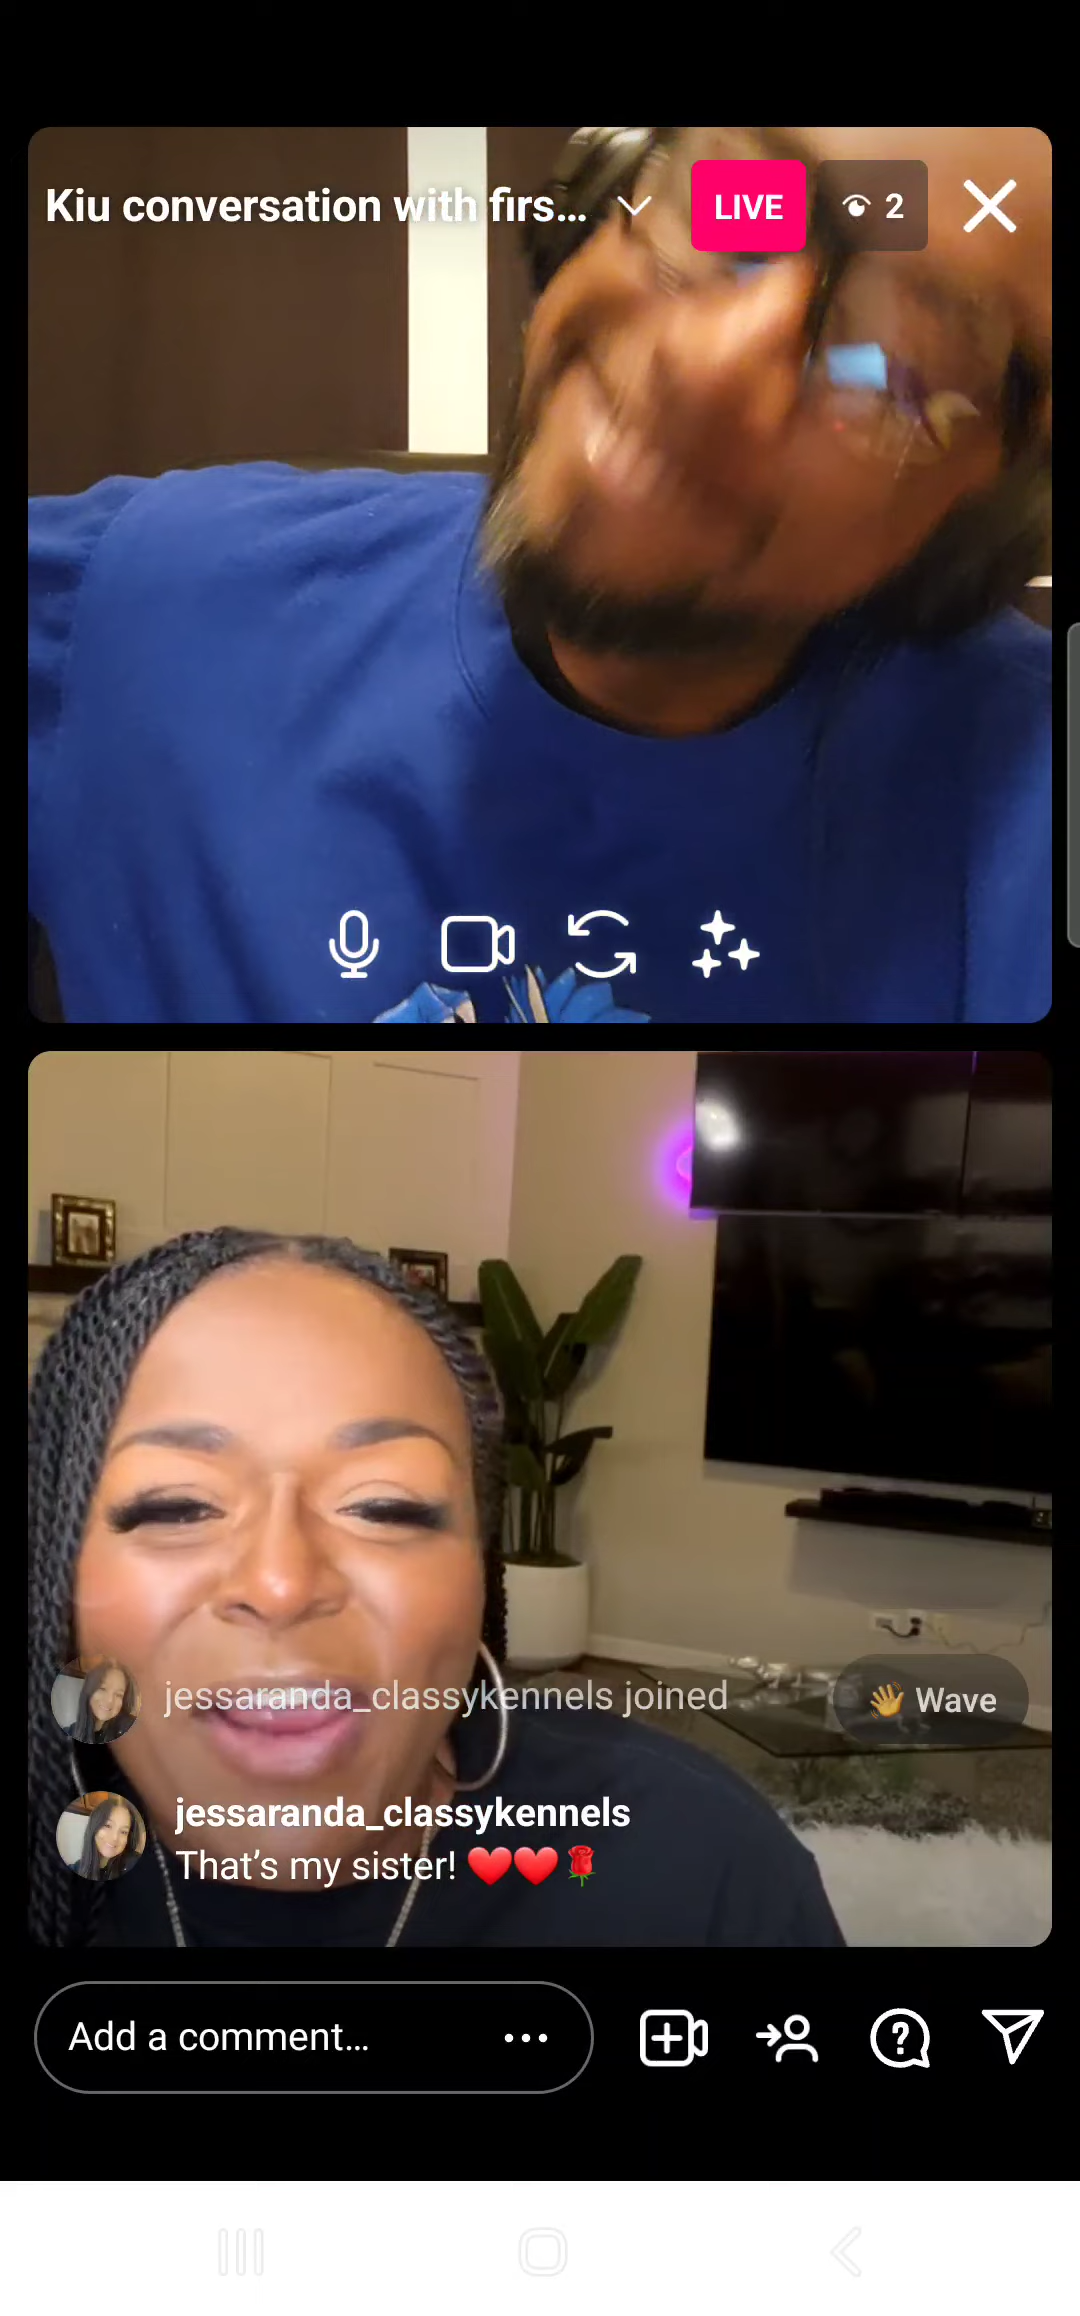 Kiu conversation with firs...
LIVE
2
jessaranda_classykennels joined
👋 Wave
jessaranda_classykennels
That's my sister! ❤️❤️🌹
Add a comment...